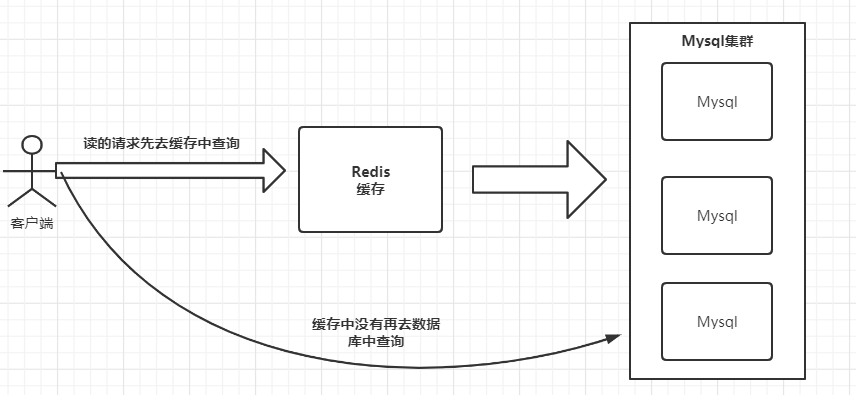 Mysql集群
Mysql
读的请求先去缓存中查询
Redis
缓存
客户端
Mysql
缓存中没有再去数据
库中查询
Mysql